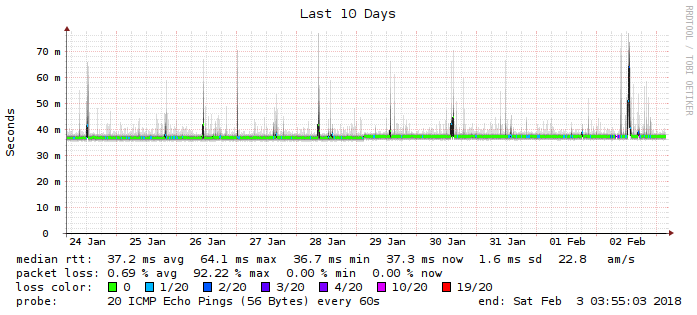 Last 10 Days
RRDTOOL / TOBI OETIKER
Seconds
70 m
60 m
50 m
40 m
30 m
20 m
10 m
0
24 Jan 25 Jan 26 Jan 27 Jan 28 Jan 29 Jan 30 Jan 31 Jan 01 Feb 02 Feb
median rtt: 37.2 ms avg 64.1 ms max 36.7 ms min 37.3 ms now 1.6 ms sd 22.8 am/s
packet loss: 0.69 % avg 92.22 % max 0.00 % min 0.00 % now
loss color: 0 1/20 2/20 3/20 4/20 10/20 19/20
probe: 20 ICMP Echo Pings (56 Bytes) every 60s end: Sat Feb 3 03:55:03 2018